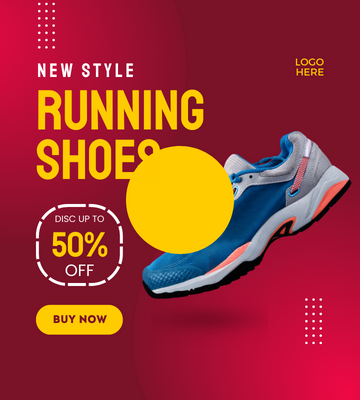 NEW STYLE
LOGO
HERE
RUNNING
SHOES
DISC UP TO
50%
OFF
BUY NOW